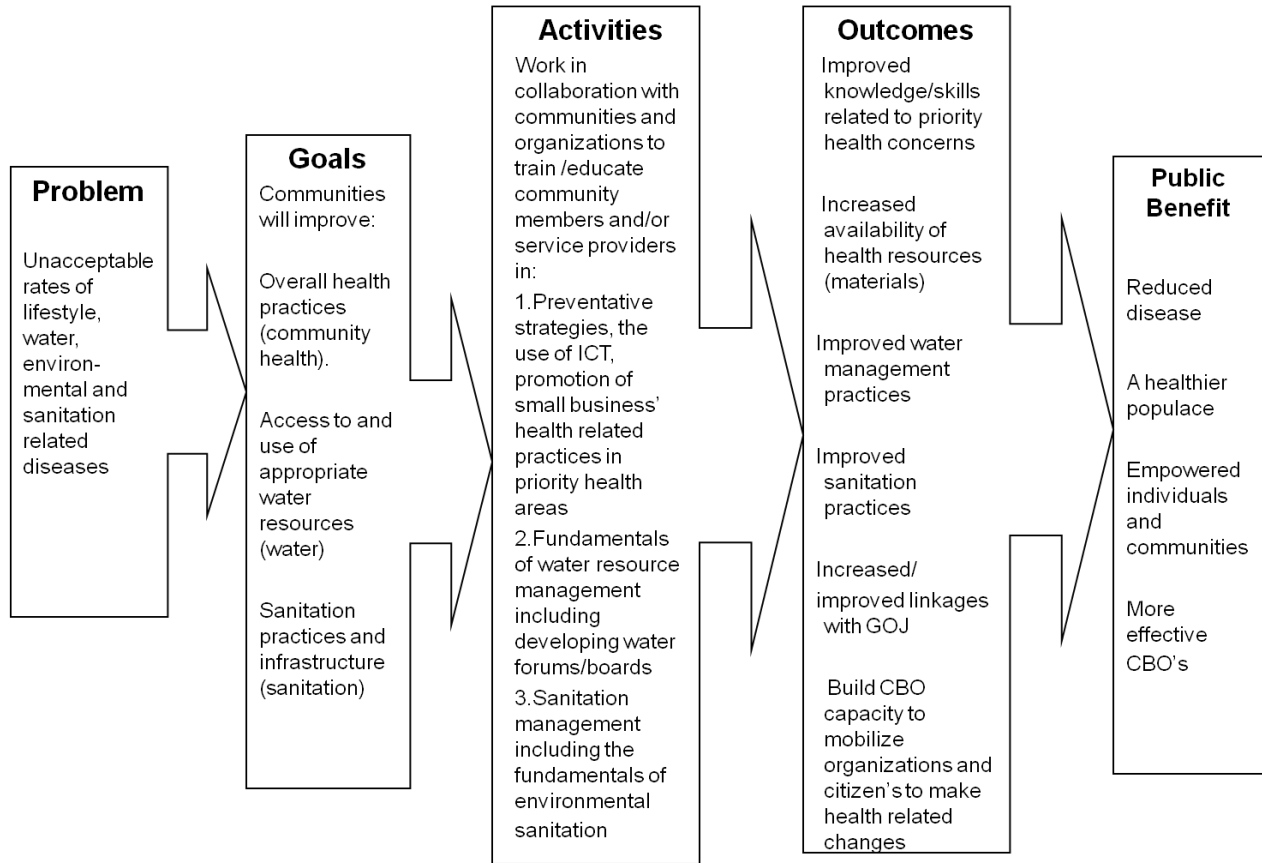 Problem
Unacceptable
rates of
lifestyle,
water,
environ-
mental and
sanitation
related
diseases
Goals
Communities
will improve:
Overall health
practices
(community
health).
Access to and
use of
appropriate
water
resources
(water)
Sanitation
practices and
infrastructure
(sanitation)
Activities
Work in
collaboration with
communities and
organizations to
train /educate
community
members and/or
service providers
in:
1.Preventative
strategies, the
use of ICT,
promotion of
small business’
health related
practices in
priority health
areas
2.Fundamentals
of water resource
management
including
developing water
forums/boards
3.Sanitation
management
including the
fundamentals of
environmental
sanitation
Outcomes
Improved
knowledge/skills
related to priority
health concerns
Increased
availability of
health resources
(materials)
Improved water
management
practices
Improved
sanitation
practices
Increased/
improved linkages
with GOJ
Build CBO
capacity to
mobilize
organizations and
citizen’s to make
health related
changes
Public
Benefit
Reduced
disease
A healthier
populace
Empowered
individuals
and
communities
More
effective
CBO’s